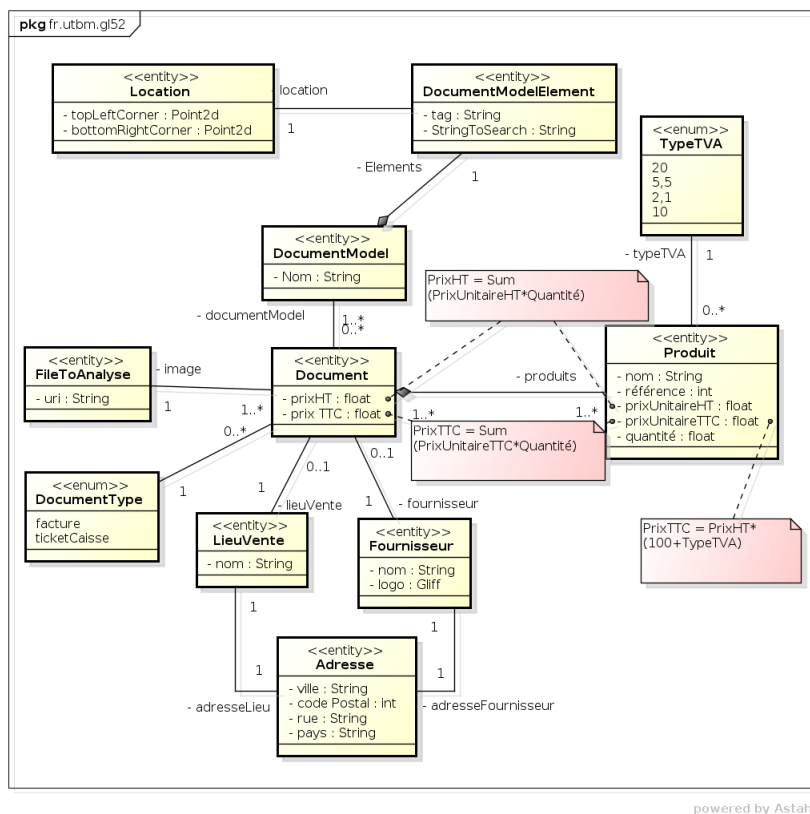 pkg fr.utbm.gl52
<<entity>>
Location
- topLeftCorner : Point2d
- bottomRightCorner : Point2d
- location
1
<<entity>>
DocumentModelElement
- tag : String
- StringToSearch : String
<<enum>>
TypeTVA
20
5,5
2,1
10
- Elements
1
<<entity>>
DocumentModel
- Nom : String
- typeTVA
1
0..*
PrixHT = Sum
(PrixUnitaireHT*Quantité)
- documentModel
1..*
0..*
<<entity>>
FileToAnalyse
- uri : String
- image
1
1..*
<<entity>>
Document
- prixHT : float
- prix TTC : float
- produits
1..*
1..*
<<entity>>
Produit
- nom : String
- référence : int
- prixUnitaireHT : float
- prixUnitaireTTC : float
- quantité : float
PrixTTC = Sum
(PrixUnitaireTTC*Quantité)
0..*
1
<<enum>>
DocumentType
facture
ticketCaisse
0..1
1
- lieuVente
0..1
1
- fournisseur
<<entity>>
LieuVente
- nom : String
<<entity>>
Fournisseur
- nom : String
- logo : Gliff
PrixTTC = PrixHT*
(100+TypeTVA)
1
1
- adresseLieu
1
1
- adresseFournisseur
<<entity>>
Adresse
- ville : String
- code Postal : int
- rue : String
- pays : String
powered by Astah